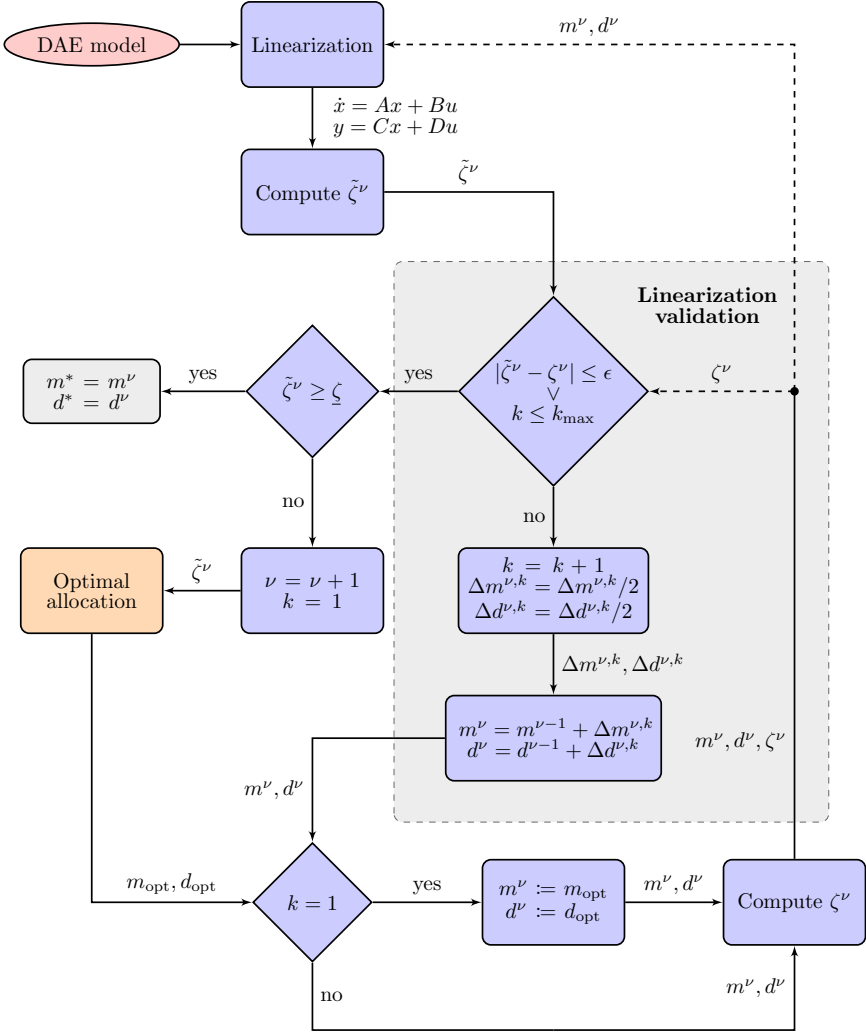 m^ν, d^ν
DAE model
Linearization
ẋ = Ax + Bu
y = Cx + Du
Compute ζ̃^ν
ζ̃^ν
Linearization
validation
|ζ̃^ν − ζ^ν| ≤ ϵ
∨
k ≤ k_max
ζ^ν
yes
ζ̃^ν ≥ ζ̲
yes
m* = m^ν
d* = d^ν
no
no
Optimal
allocation
ζ̃^ν
ν = ν + 1
k = 1
k = k + 1
Δm^{ν,k} = Δm^{ν,k}/2
Δd^{ν,k} = Δd^{ν,k}/2
Δm^{ν,k}, Δd^{ν,k}
m^ν = m^{ν−1} + Δm^{ν,k}
d^ν = d^{ν−1} + Δd^{ν,k}
m^ν, d^ν, ζ^ν
m^ν, d^ν
m_opt, d_opt
k = 1
yes
m^ν ≔ m_opt
d^ν ≔ d_opt
m^ν, d^ν
Compute ζ^ν
no
m^ν, d^ν